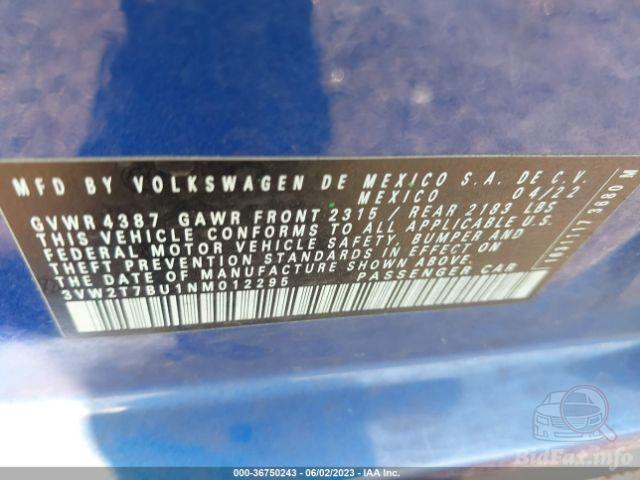 MFD BY VOLKSWAGEN DE MEXICO S.A. DE C.V.
MEXICO 04/22
GVWR 4387 GAWR FRONT 2315 / REAR 2183 LBS
THIS VEHICLE CONFORMS TO ALL APPLICABLE U.S.
FEDERAL MOTOR VEHICLE SAFETY, BUMPER AND
THEFT PREVENTION STANDARDS IN EFFECT ON
THE DATE OF MANUFACTURE SHOWN ABOVE.
3VW2T7BU1NM012295 PASSENGER CAR
3680 M
BidFat.info
000-36750243 - 06/02/2023 - IAA Inc.